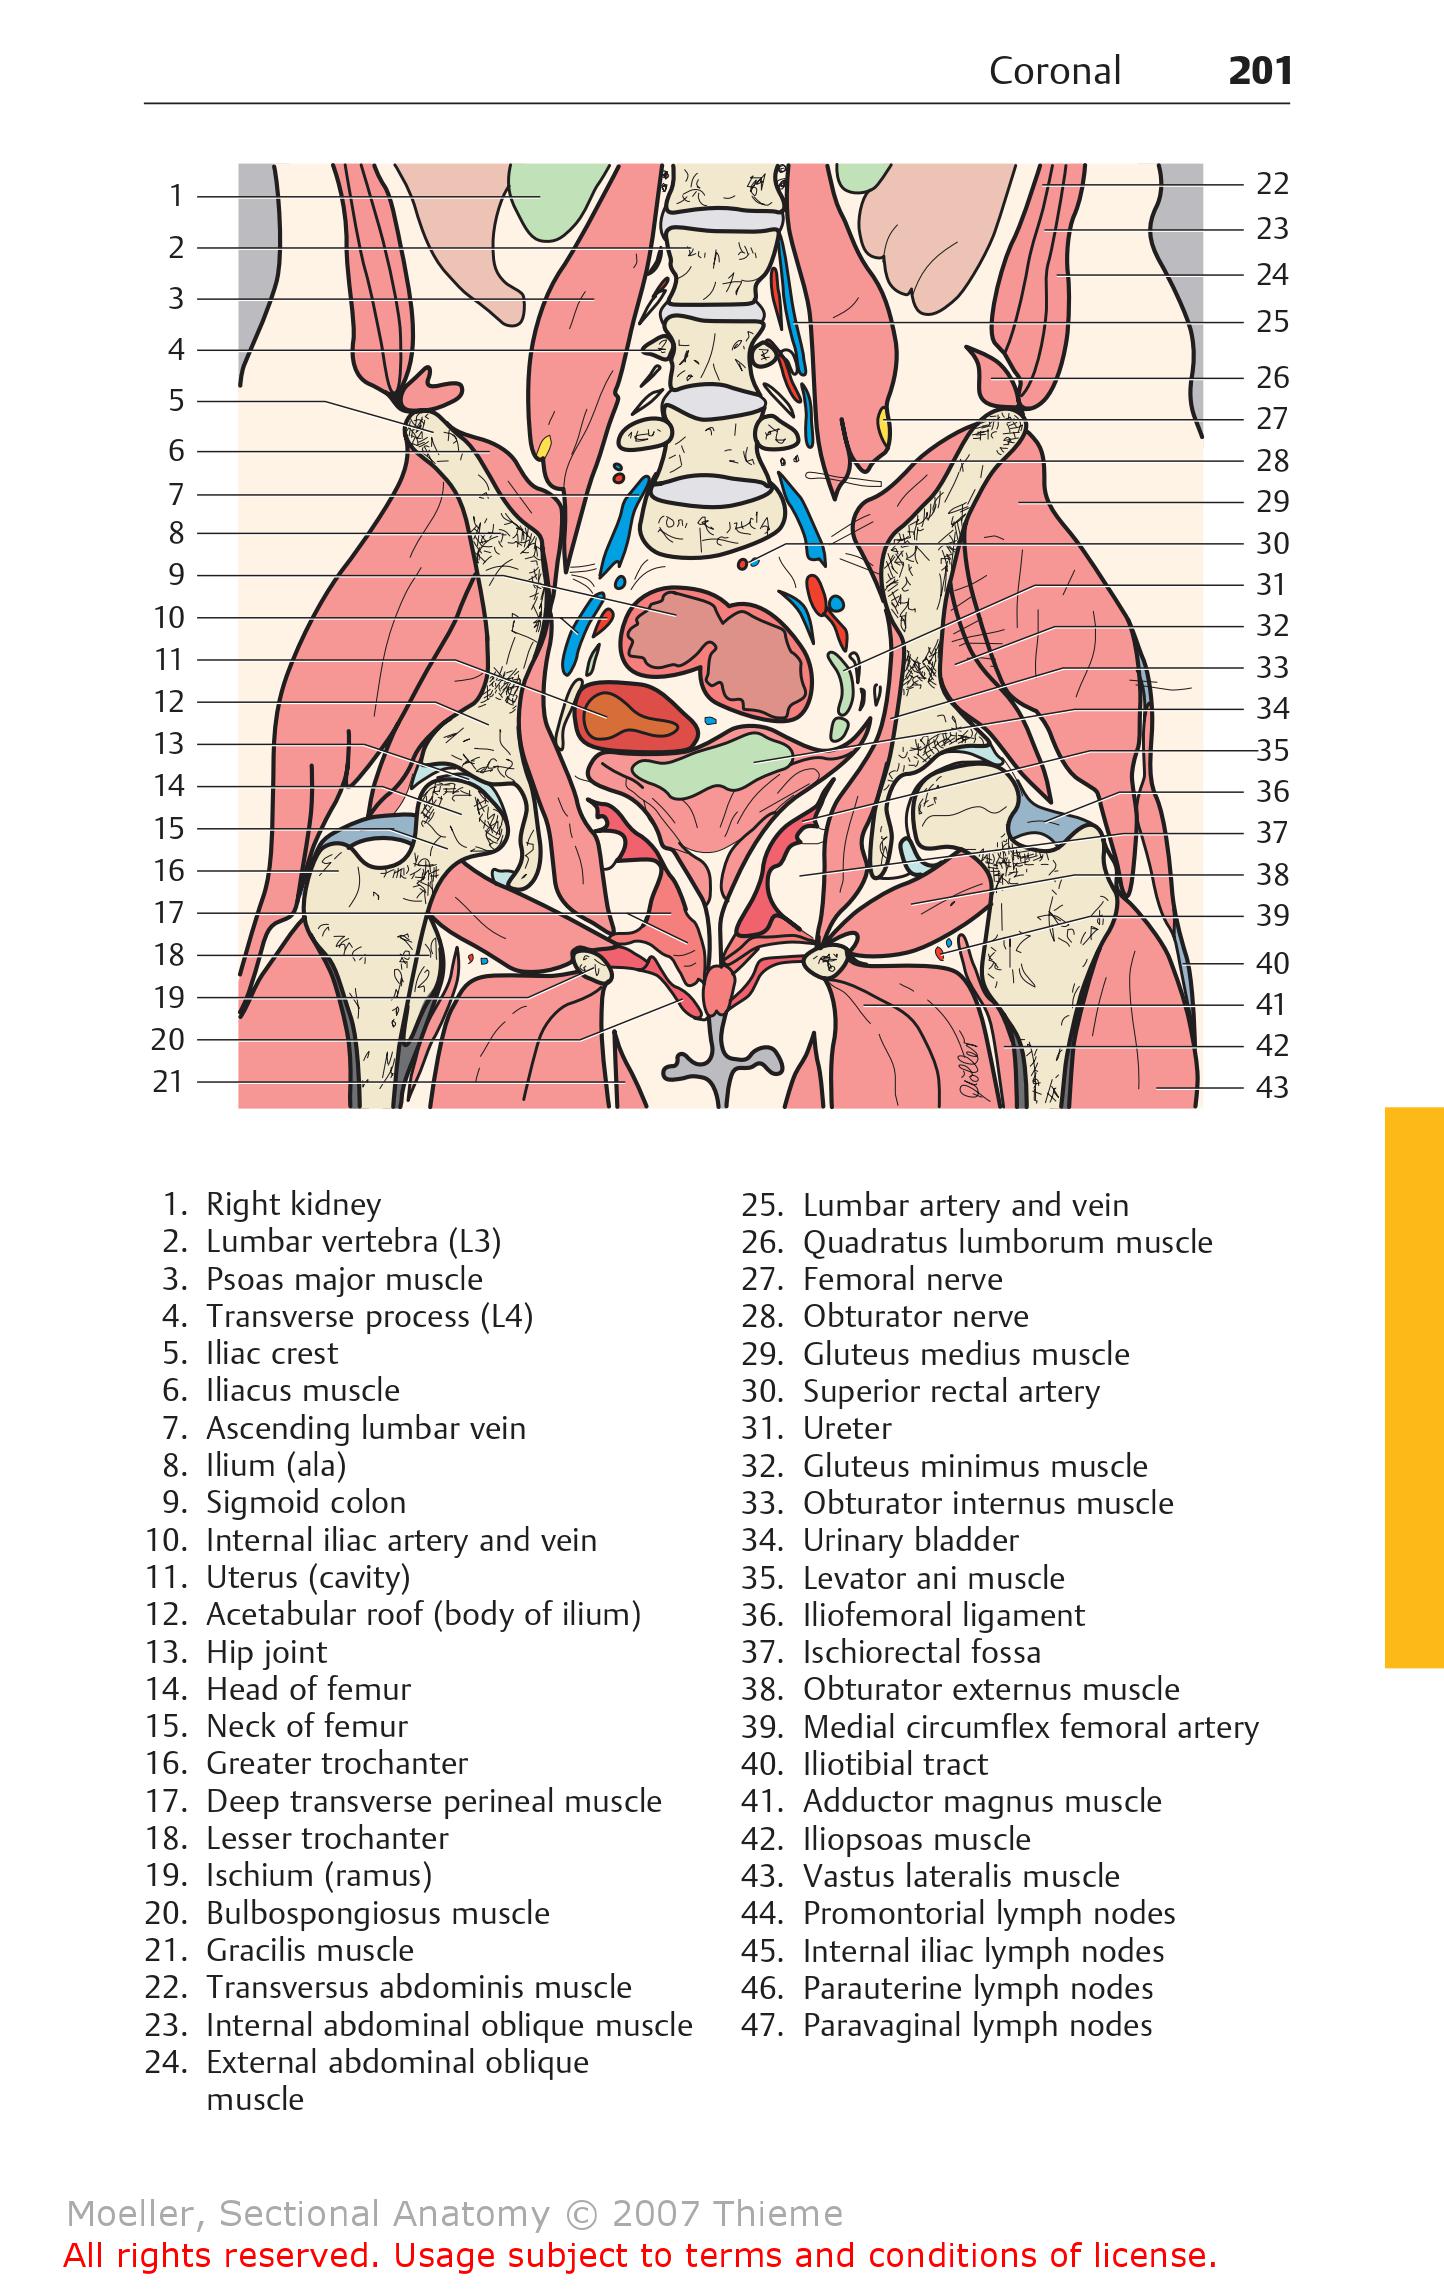 Coronal 201
1
2
3
4
5
6
7
8
9
10
11
12
13
14
15
16
17
18
19
20
21
22
23
24
25
26
27
28
29
30
31
32
33
34
35
36
37
38
39
40
41
42
43
Möller
1. Right kidney
2. Lumbar vertebra (L3)
3. Psoas major muscle
4. Transverse process (L4)
5. Iliac crest
6. Iliacus muscle
7. Ascending lumbar vein
8. Ilium (ala)
9. Sigmoid colon
10. Internal iliac artery and vein
11. Uterus (cavity)
12. Acetabular roof (body of ilium)
13. Hip joint
14. Head of femur
15. Neck of femur
16. Greater trochanter
17. Deep transverse perineal muscle
18. Lesser trochanter
19. Ischium (ramus)
20. Bulbospongiosus muscle
21. Gracilis muscle
22. Transversus abdominis muscle
23. Internal abdominal oblique muscle
24. External abdominal oblique
muscle
25. Lumbar artery and vein
26. Quadratus lumborum muscle
27. Femoral nerve
28. Obturator nerve
29. Gluteus medius muscle
30. Superior rectal artery
31. Ureter
32. Gluteus minimus muscle
33. Obturator internus muscle
34. Urinary bladder
35. Levator ani muscle
36. Iliofemoral ligament
37. Ischiorectal fossa
38. Obturator externus muscle
39. Medial circumflex femoral artery
40. Iliotibial tract
41. Adductor magnus muscle
42. Iliopsoas muscle
43. Vastus lateralis muscle
44. Promontorial lymph nodes
45. Internal iliac lymph nodes
46. Parauterine lymph nodes
47. Paravaginal lymph nodes
Moeller, Sectional Anatomy © 2007 Thieme
All rights reserved. Usage subject to terms and conditions of license.